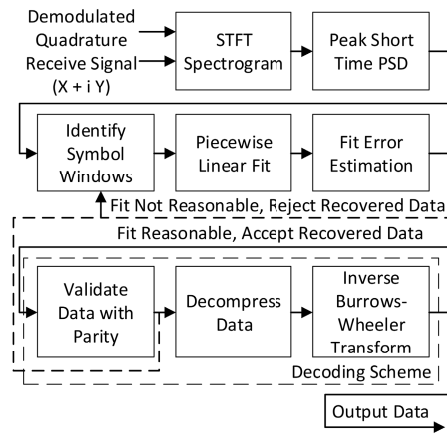 Demodulated
Quadrature
Receive Signal
(X + i Y)
STFT
Spectrogram
Peak Short
Time PSD
Identify
Symbol
Windows
Piecewise
Linear Fit
Fit Error
Estimation
Fit Not Reasonable, Reject Recovered Data
Fit Reasonable, Accept Recovered Data
Validate
Data with
Parity
Decompress
Data
Inverse
Burrows-
Wheeler
Transform
Decoding Scheme
Output Data